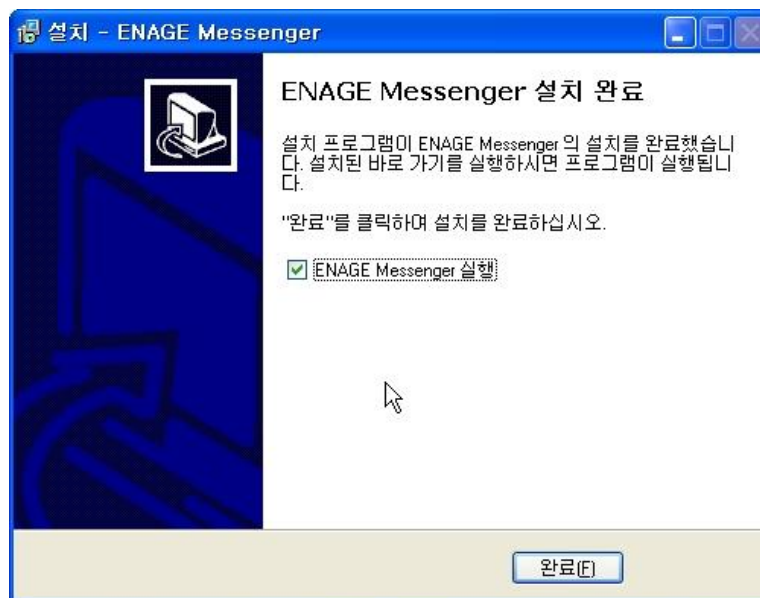 설치 - ENAGE Messenger
ENAGE Messenger 설치 완료
설치 프로그램이 ENAGE Messenger 의 설치를 완료했습니
다. 설치된 바로 가기를 실행하시면 프로그램이 실행됩니
다.
"완료"를 클릭하여 설치를 완료하십시오.
ENAGE Messenger 실행
완료(F)